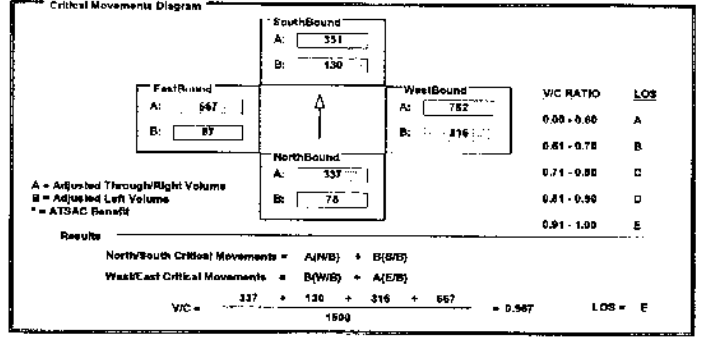 Critical Movements Diagram
SouthBound
A: 351
B: 130
EastBound
A: 667
B: 87
WestBound
A: 782
B: 316
NorthBound
A: 337
B: 78
V/C RATIO LOS
0.00 - 0.60 A
0.61 - 0.70 B
0.71 - 0.80 C
0.81 - 0.90 D
0.91 - 1.00 E
A = Adjusted Through/Right Volume
B = Adjusted Left Volume
* = ATSAC Benefit
Results
North/South Critical Movements = A(N/B) + B(S/B)
West/East Critical Movements = B(W/B) + A(E/B)
V/C = 337 + 130 + 316 + 667 = 0.967 LOS = E
1500